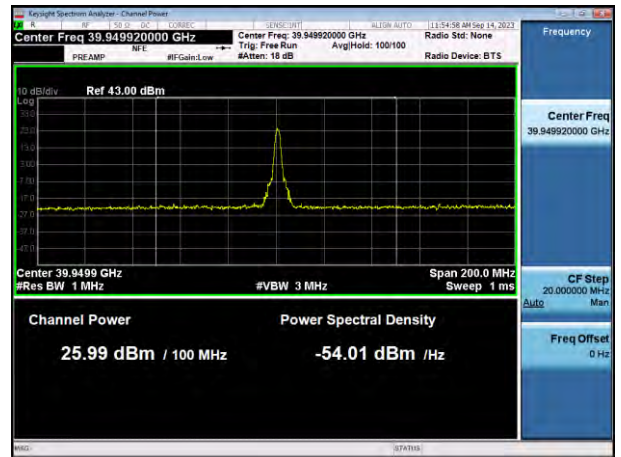 Keysight Spectrum Analyzer - Channel Power
R RF 50 Ω DC CORREC SENSE:INT ALIGN AUTO 11:54:58 AM Sep 14, 2023
Center Freq 39.949920000 GHz Center Freq: 39.949920000 GHz Radio Std: None
NFE Trig: Free Run Avg|Hold: 100/100
PREAMP #IFGain:Low #Atten: 18 dB Radio Device: BTS
Frequency
10 dB/div Ref 43.00 dBm
Log
33.0
23.0
13.0
3.00
-7.00
-17.0
-27.0
-37.0
-47.0
Center Freq
39.949920000 GHz
Center 39.9499 GHz Span 200.0 MHz
#Res BW 1 MHz #VBW 3 MHz Sweep 1 ms
CF Step
20.000000 MHz
Auto Man
Channel Power Power Spectral Density
25.99 dBm / 100 MHz -54.01 dBm /Hz
Freq Offset
0 Hz
MSG STATUS